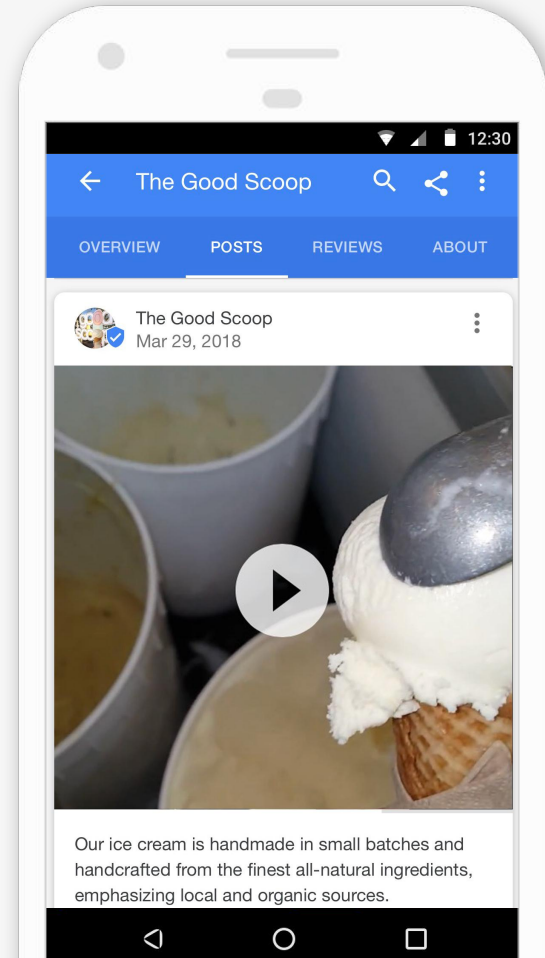 12:30
The Good Scoop
OVERVIEW POSTS REVIEWS ABOUT
The Good Scoop
Mar 29, 2018
Our ice cream is handmade in small batches and
handcrafted from the finest all-natural ingredients,
emphasizing local and organic sources.